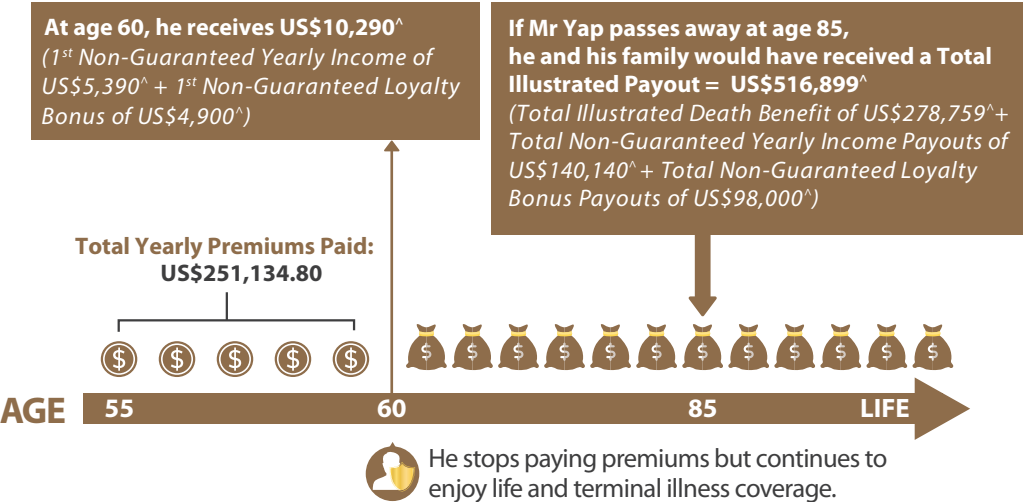 At age 60, he receives US$10,290^
(1st Non-Guaranteed Yearly Income of
US$5,390^ + 1st Non-Guaranteed Loyalty
Bonus of US$4,900^)
If Mr Yap passes away at age 85,
he and his family would have received a Total
Illustrated Payout = US$516,899^
(Total Illustrated Death Benefit of US$278,759^+
Total Non-Guaranteed Yearly Income Payouts of
US$140,140^ + Total Non-Guaranteed Loyalty
Bonus Payouts of US$98,000^)
Total Yearly Premiums Paid:
US$251,134.80
$ $ $ $ $ $ $ $ $ $ $ $ $ $ $ $ $
AGE 55 60 85 LIFE
He stops paying premiums but continues to
enjoy life and terminal illness coverage.